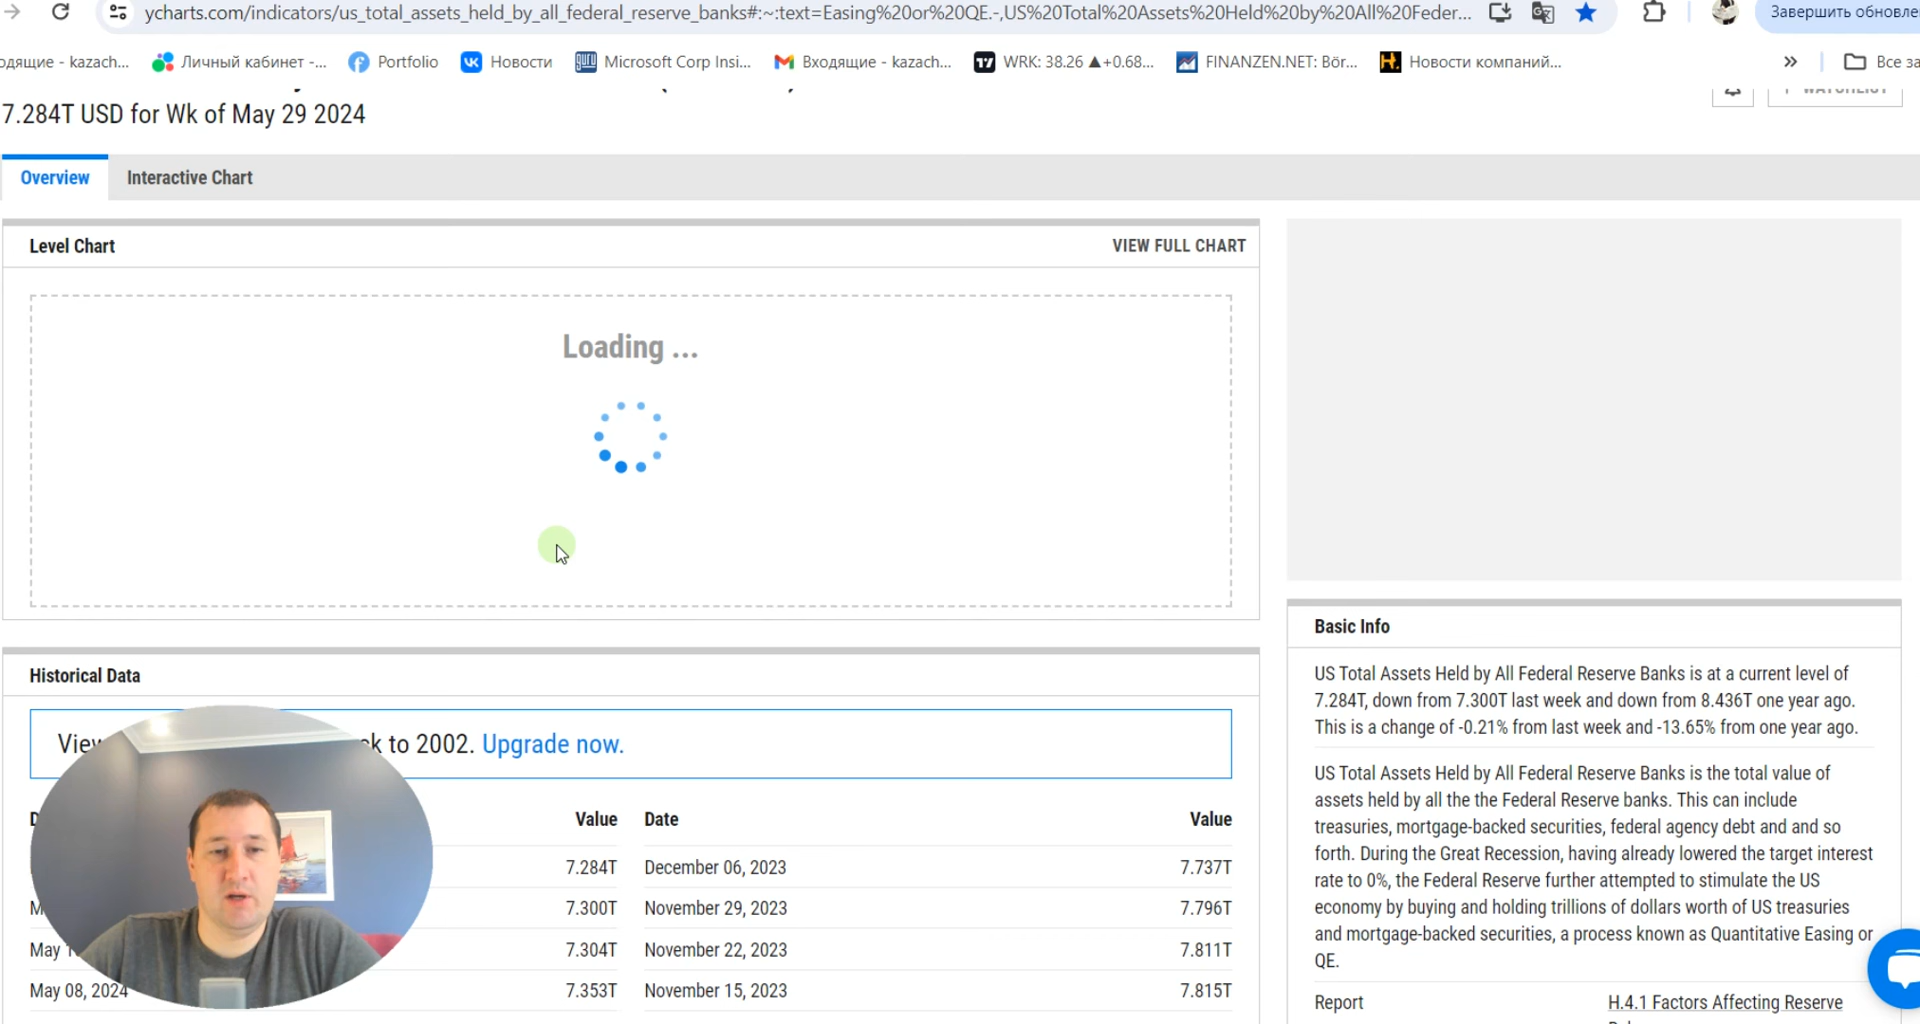 ycharts.com/indicators/us_total_assets_held_by_all_federal_reserve_banks#:~:text=Easing%20or%20QE.-,US%20Total%20Assets%20Held%20by%20All%20Feder...
Завершить обновле
одящие - kazach...
Личный кабинет -...
Portfolio
Новости
Microsoft Corp Insi...
Входящие - kazach...
WRK: 38.26 ▲+0.68...
FINANZEN.NET: Bör...
Новости компаний...
»
Все за
7.284T USD for Wk of May 29 2024
WATCHLIST
Overview
Interactive Chart
Level Chart
VIEW FULL CHART
Loading ...
Historical Data
View
ck to 2002. Upgrade now.
Value
Date
Value
7.284T
December 06, 2023
7.737T
7.300T
November 29, 2023
7.796T
May
7.304T
November 22, 2023
7.811T
May 08, 2024
7.353T
November 15, 2023
7.815T
Basic Info
US Total Assets Held by All Federal Reserve Banks is at a current level of
7.284T, down from 7.300T last week and down from 8.436T one year ago.
This is a change of -0.21% from last week and -13.65% from one year ago.
US Total Assets Held by All Federal Reserve Banks is the total value of
assets held by all the the Federal Reserve banks. This can include
treasuries, mortgage-backed securities, federal agency debt and and so
forth. During the Great Recession, having already lowered the target interest
rate to 0%, the Federal Reserve further attempted to stimulate the US
economy by buying and holding trillions of dollars worth of US treasuries
and mortgage-backed securities, a process known as Quantitative Easing or
QE.
Report
H.4.1 Factors Affecting Reserve